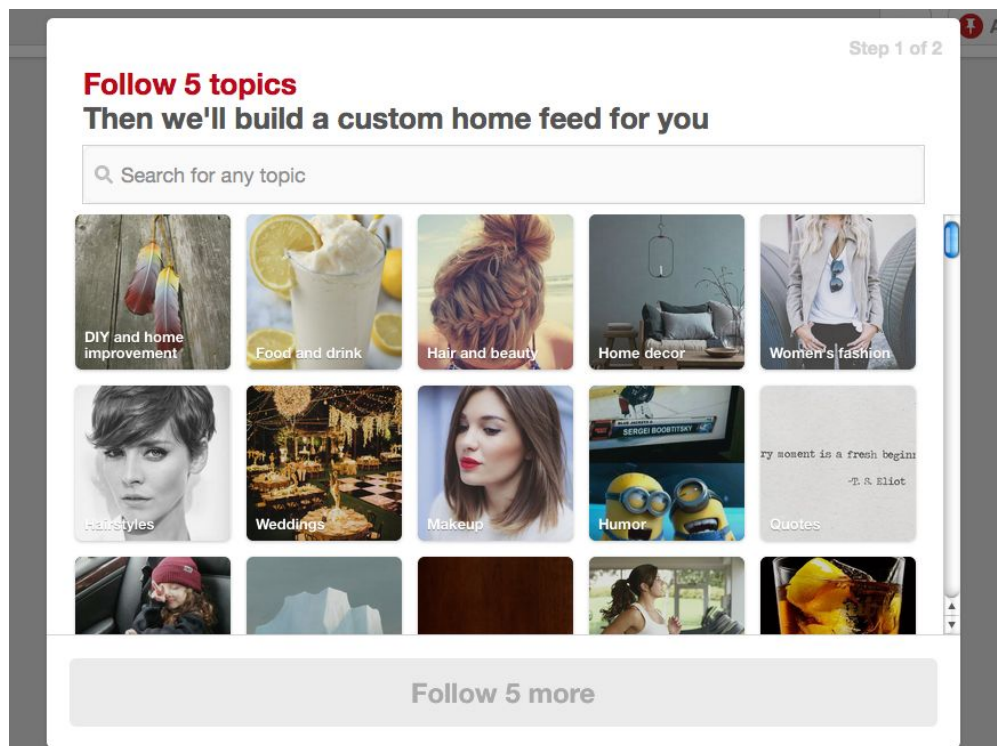 Step 1 of 2
Follow 5 topics
Then we'll build a custom home feed for you
Search for any topic
DIY and home
improvement
Food and drink
Hair and beauty
Home decor
Women's fashion
SERGEI BOOBTITSKY
ry moment is a fresh begin
-T. S. Eliot
Hairstyles
Weddings
Makeup
Humor
Quotes
Follow 5 more